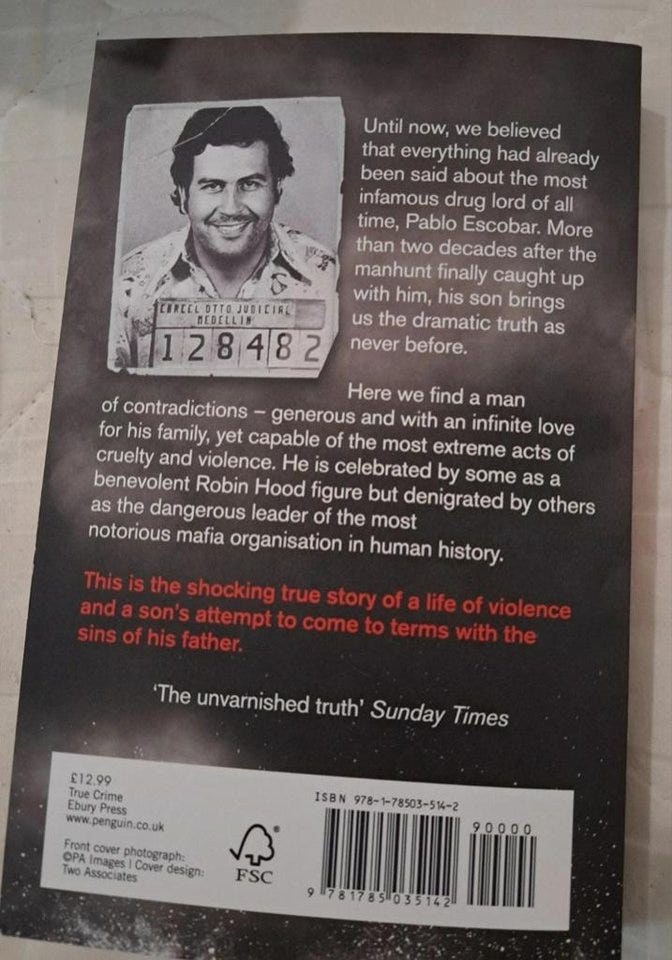 CARCEL DTTO JUDICIAL
MEDELLIN
128482
Until now, we believed
that everything had already
been said about the most
infamous drug lord of all
time, Pablo Escobar. More
than two decades after the
manhunt finally caught up
with him, his son brings
us the dramatic truth as
never before.
Here we find a man
of contradictions – generous and with an infinite love
for his family, yet capable of the most extreme acts of
cruelty and violence. He is celebrated by some as a
benevolent Robin Hood figure but denigrated by others
as the dangerous leader of the most
notorious mafia organisation in human history.
This is the shocking true story of a life of violence
and a son's attempt to come to terms with the
sins of his father.
'The unvarnished truth' Sunday Times
£12.99
True Crime
Ebury Press
www.penguin.co.uk
Front cover photograph:
©PA Images | Cover design:
Two Associates
®
FSC
ISBN 978-1-78503-514-2
90000
9 781785 035142